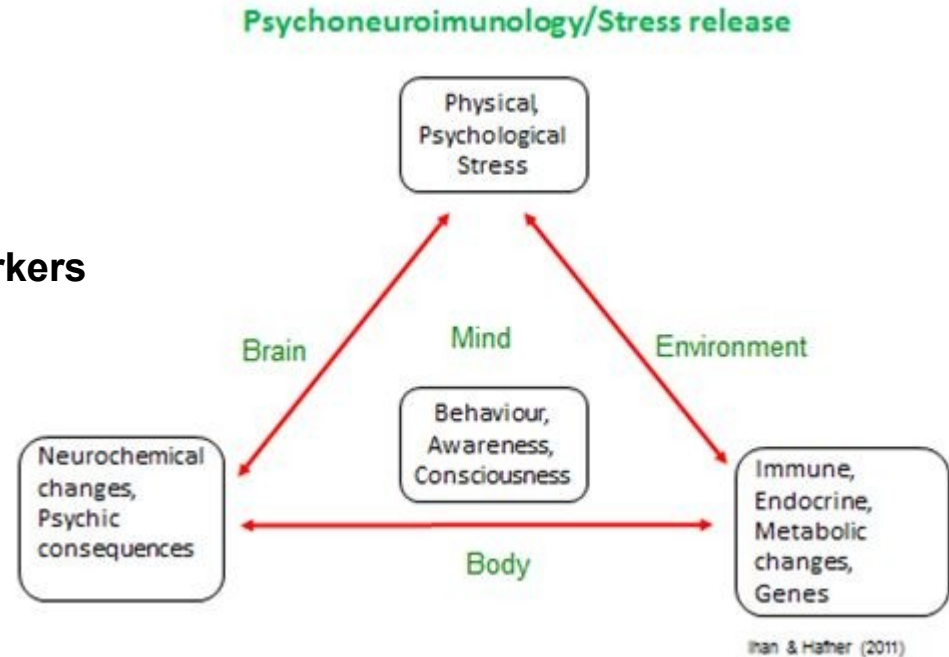 Psychoneuroimunology/Stress release
Physical,
Psychological
Stress
rkers
Brain
Mind
Environment
Behaviour,
Awareness,
Consciousness
Neurochemical
changes,
Psychic
consequences
Immune,
Endocrine,
Metabolic
changes,
Genes
Body
Ihan & Hafner (2011)